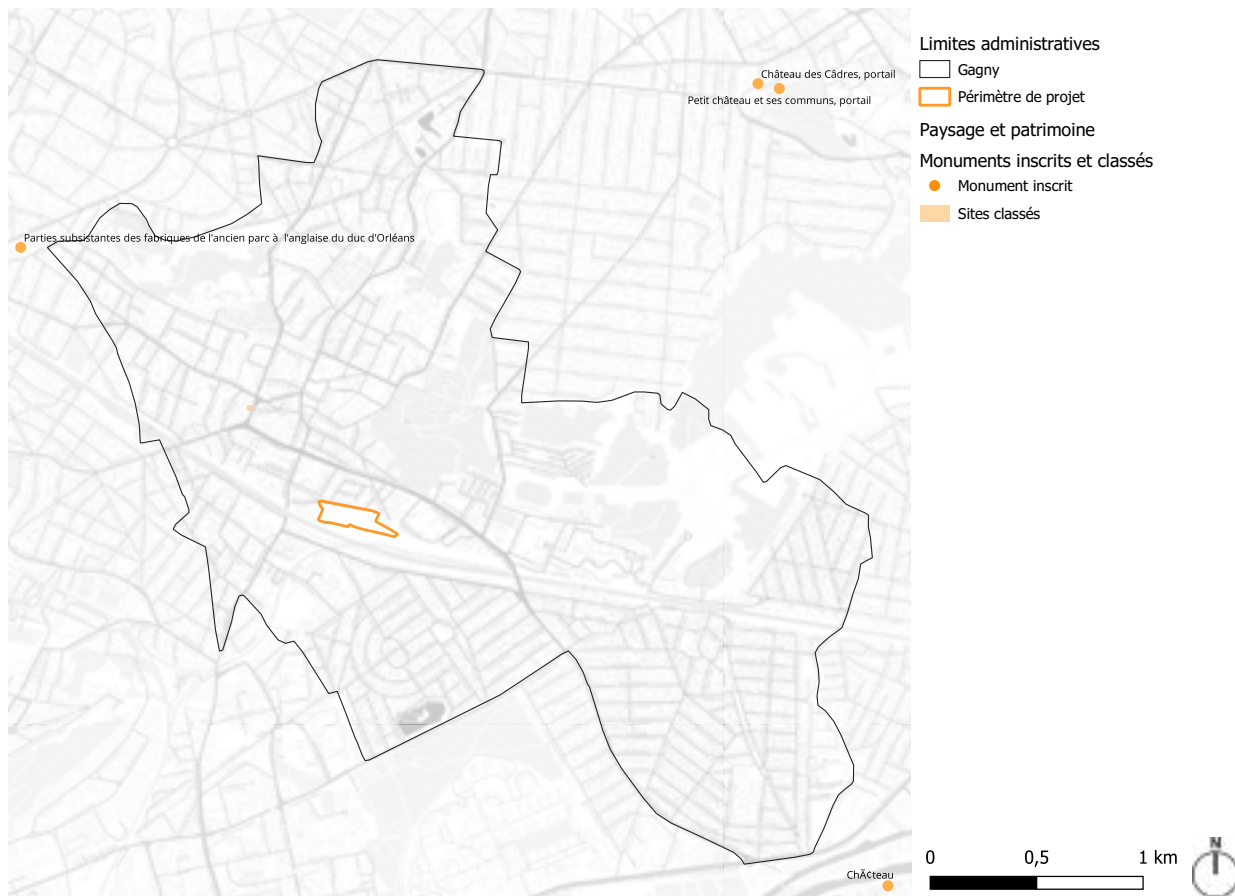 Limites administratives
Gagny
Périmètre de projet
Paysage et patrimoine
Monuments inscrits et classés
Monument inscrit
Sites classés
Château des Câdres, portail
Petit château et ses communs, portail
Parties subsistantes des fabriques de l'ancien parc à  l'anglaise du duc d'Orléans
ChÃ¢teau
0 0,5 1 km
N